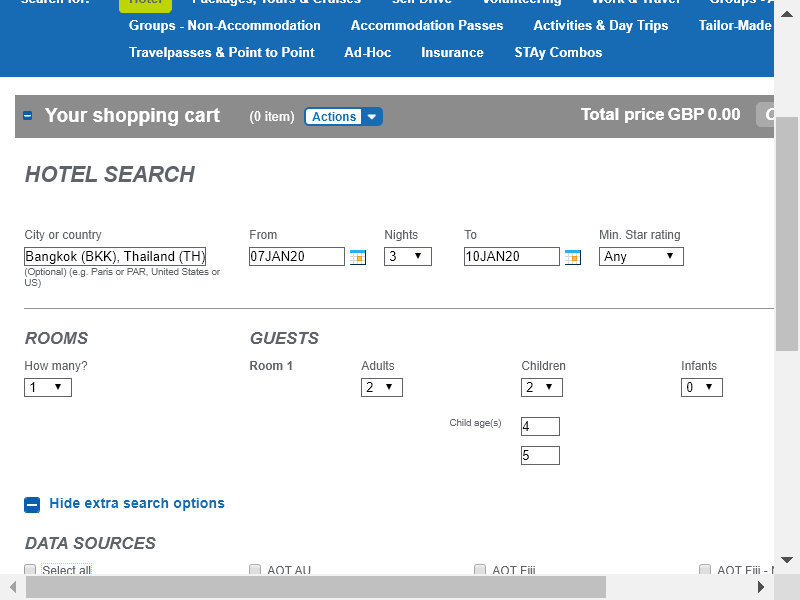 Search for: Hotel Packages, Tours & Cruises Self Drive Volunteering Work & Travel Groups - A
Groups - Non-Accommodation Accommodation Passes Activities & Day Trips Tailor-Made
Travelpasses & Point to Point Ad-Hoc Insurance STAy Combos
Your shopping cart (0 item) Actions Total price GBP 0.00 C
HOTEL SEARCH
City or country From Nights To Min. Star rating
Bangkok (BKK), Thailand (TH) 07JAN20 3 10JAN20 Any
(Optional) (e.g. Paris or PAR, United States or
US)
ROOMS GUESTS
How many? Room 1 Adults Children Infants
1 2 2 0
Child age(s) 4
5
Hide extra search options
DATA SOURCES
Select all AOT AU AOT Fiji AOT Fiji - N